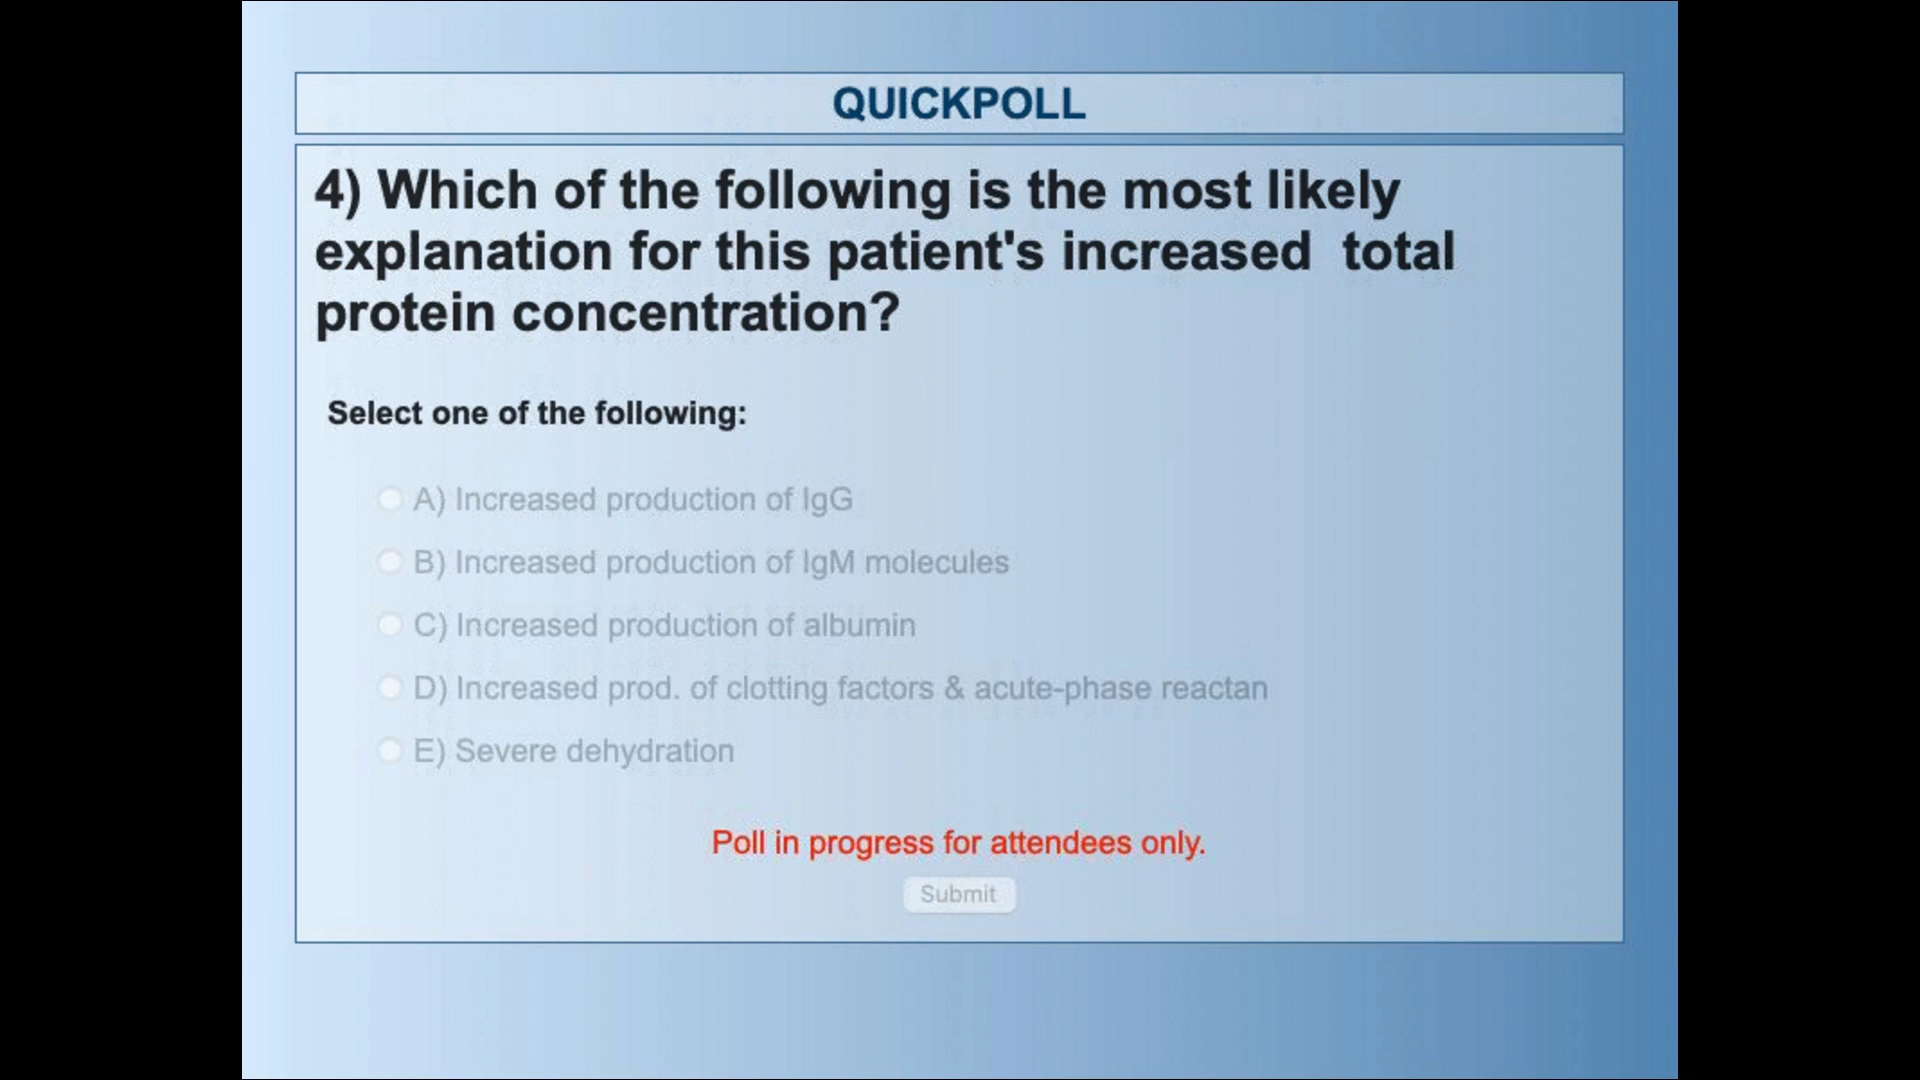 QUICKPOLL
4) Which of the following is the most likely
explanation for this patient's increased  total
protein concentration?
Select one of the following:
A) Increased production of IgG
B) Increased production of IgM molecules
C) Increased production of albumin
D) Increased prod. of clotting factors & acute-phase reactan
E) Severe dehydration
Poll in progress for attendees only.
Submit